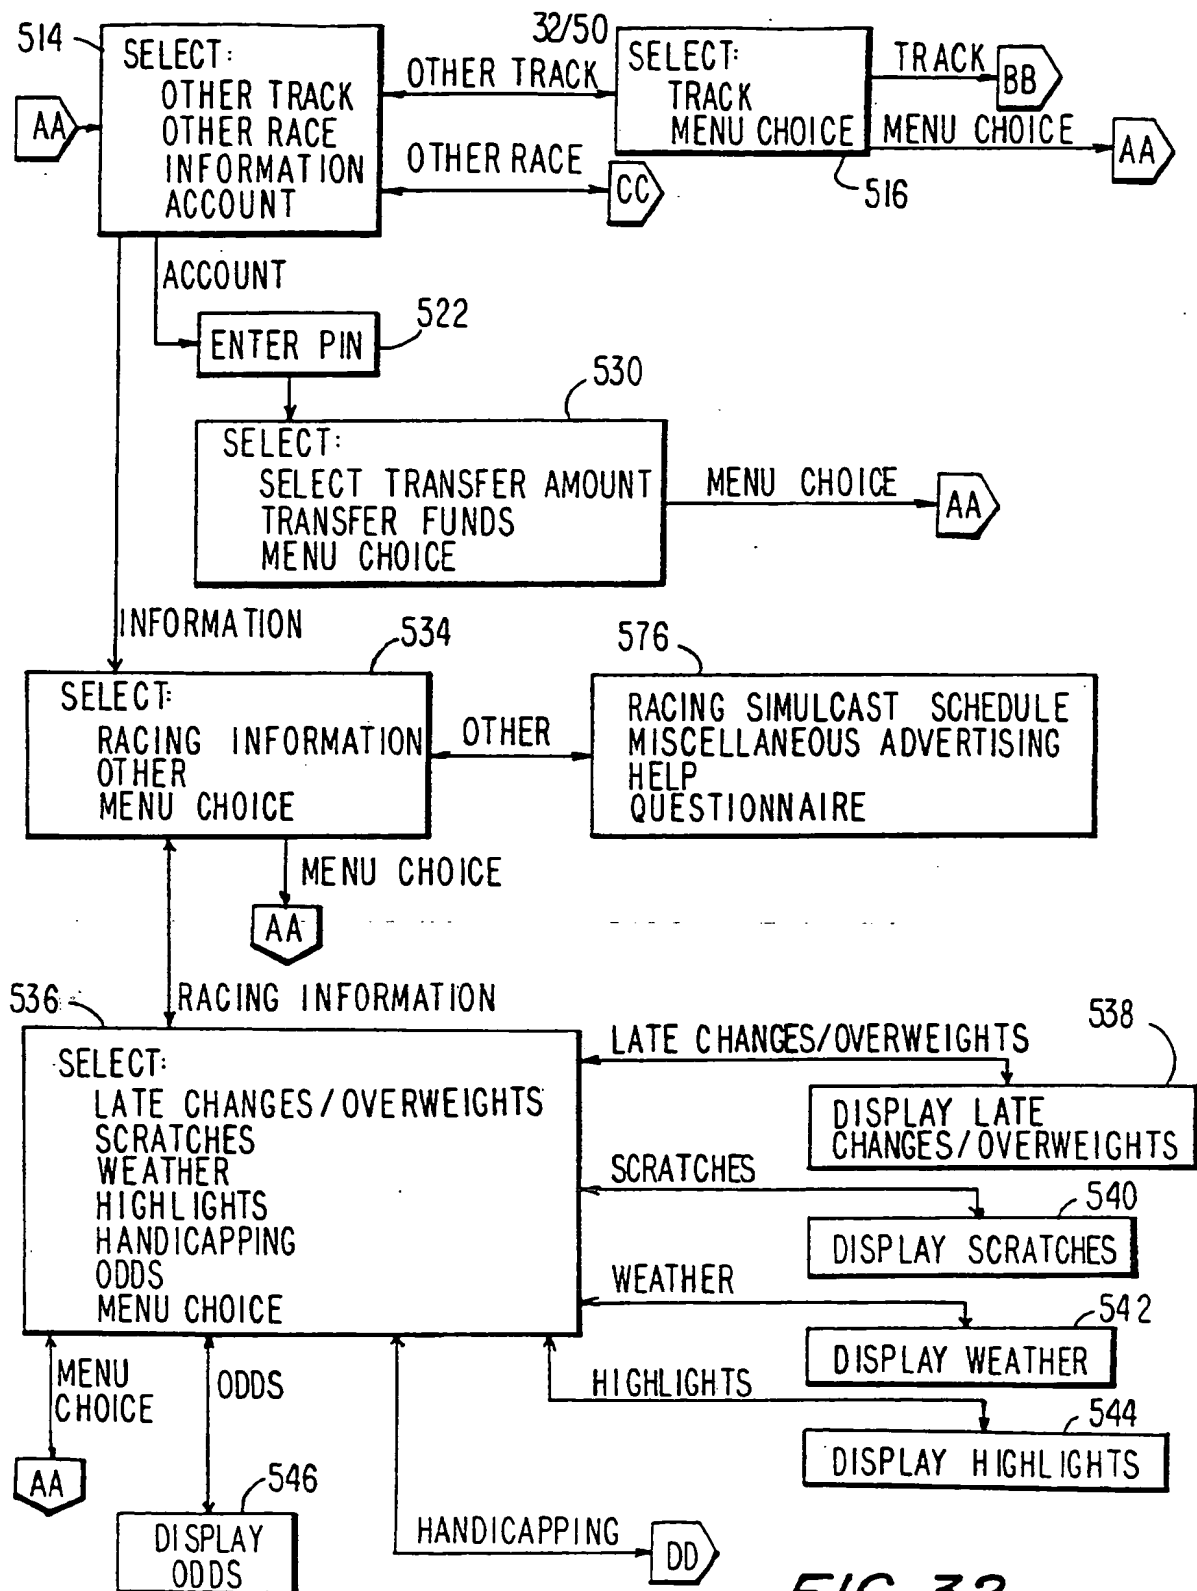 514
SELECT:
OTHER TRACK
OTHER RACE
INFORMATION
ACCOUNT
AA
OTHER TRACK
OTHER RACE
CC
32/50
SELECT:
TRACK
MENU CHOICE
516
TRACK
BB
MENU CHOICE
AA
ACCOUNT
ENTER PIN
522
530
SELECT:
SELECT TRANSFER AMOUNT
TRANSFER FUNDS
MENU CHOICE
MENU CHOICE
AA
INFORMATION
534
SELECT:
RACING INFORMATION
OTHER
MENU CHOICE
OTHER
576
RACING SIMULCAST SCHEDULE
MISCELLANEOUS ADVERTISING
HELP
QUESTIONNAIRE
MENU CHOICE
AA
RACING INFORMATION
536
SELECT:
LATE CHANGES/OVERWEIGHTS
SCRATCHES
WEATHER
HIGHLIGHTS
HANDICAPPING
ODDS
MENU CHOICE
LATE CHANGES/OVERWEIGHTS
538
DISPLAY LATE
CHANGES/OVERWEIGHTS
SCRATCHES
540
DISPLAY SCRATCHES
WEATHER
542
DISPLAY WEATHER
HIGHLIGHTS
544
DISPLAY HIGHLIGHTS
MENU
CHOICE
AA
ODDS
546
DISPLAY
ODDS
HANDICAPPING
DD
FIG. 32